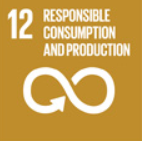 12 RESPONSIBLE
CONSUMPTION
AND PRODUCTION